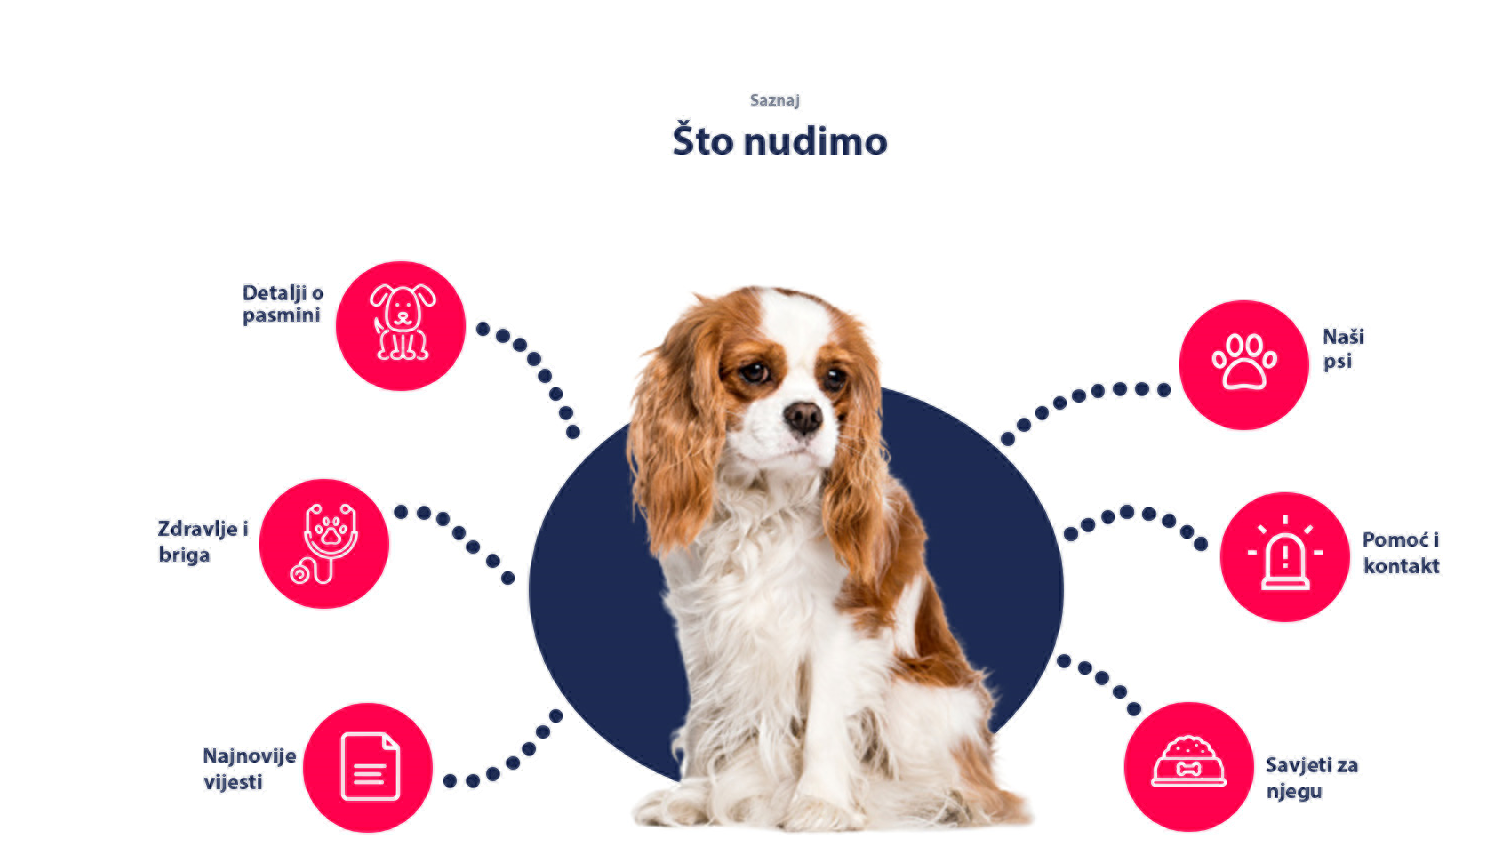 Saznaj
Što nudimo
Detalji o
pasmini
Naši
psi
Zdravlje i
briga
Pomoć i
kontakt
Najnovije
vijesti
Savjeti za
njegu